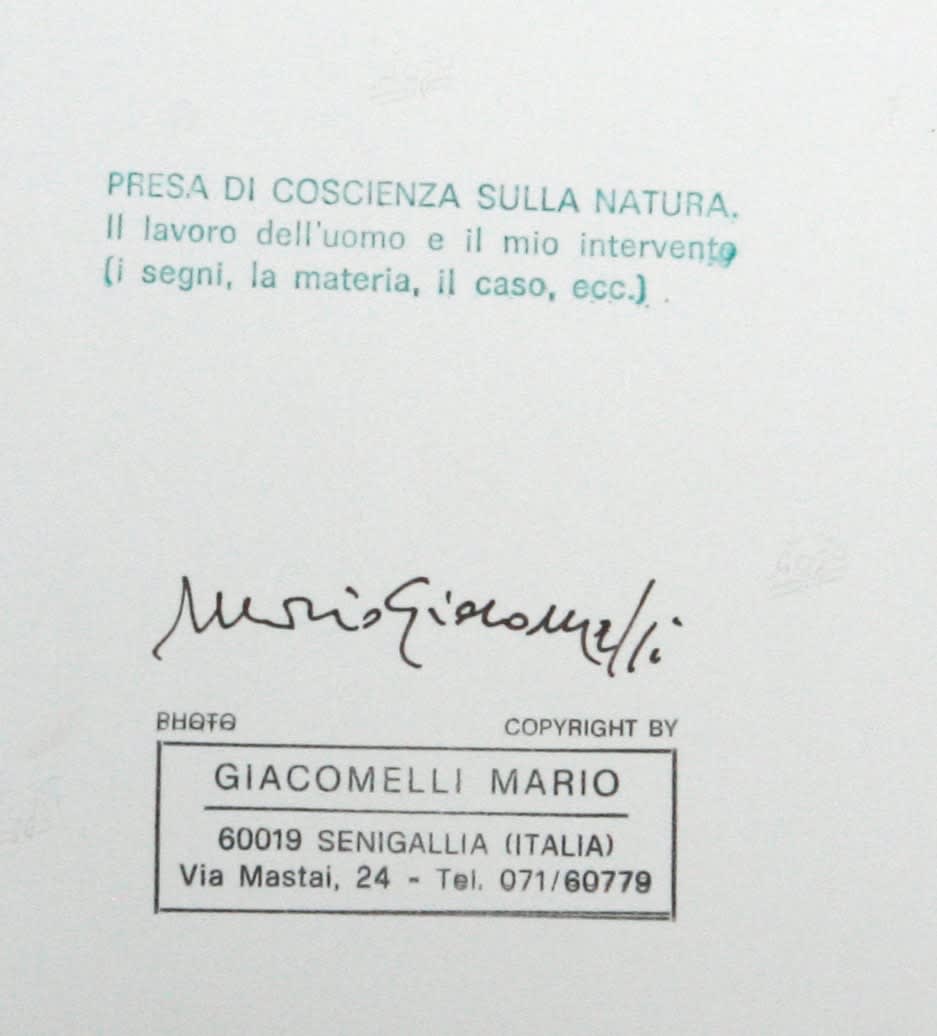 PRESA DI COSCIENZA SULLA NATURA.
Il lavoro dell'uomo e il mio intervento
(i segni, la materia, il caso, ecc.) .
Mario Giacomelli
PHOTO COPYRIGHT BY
GIACOMELLI MARIO
60019 SENIGALLIA (ITALIA)
Via Mastai, 24 - Tel. 071/60779